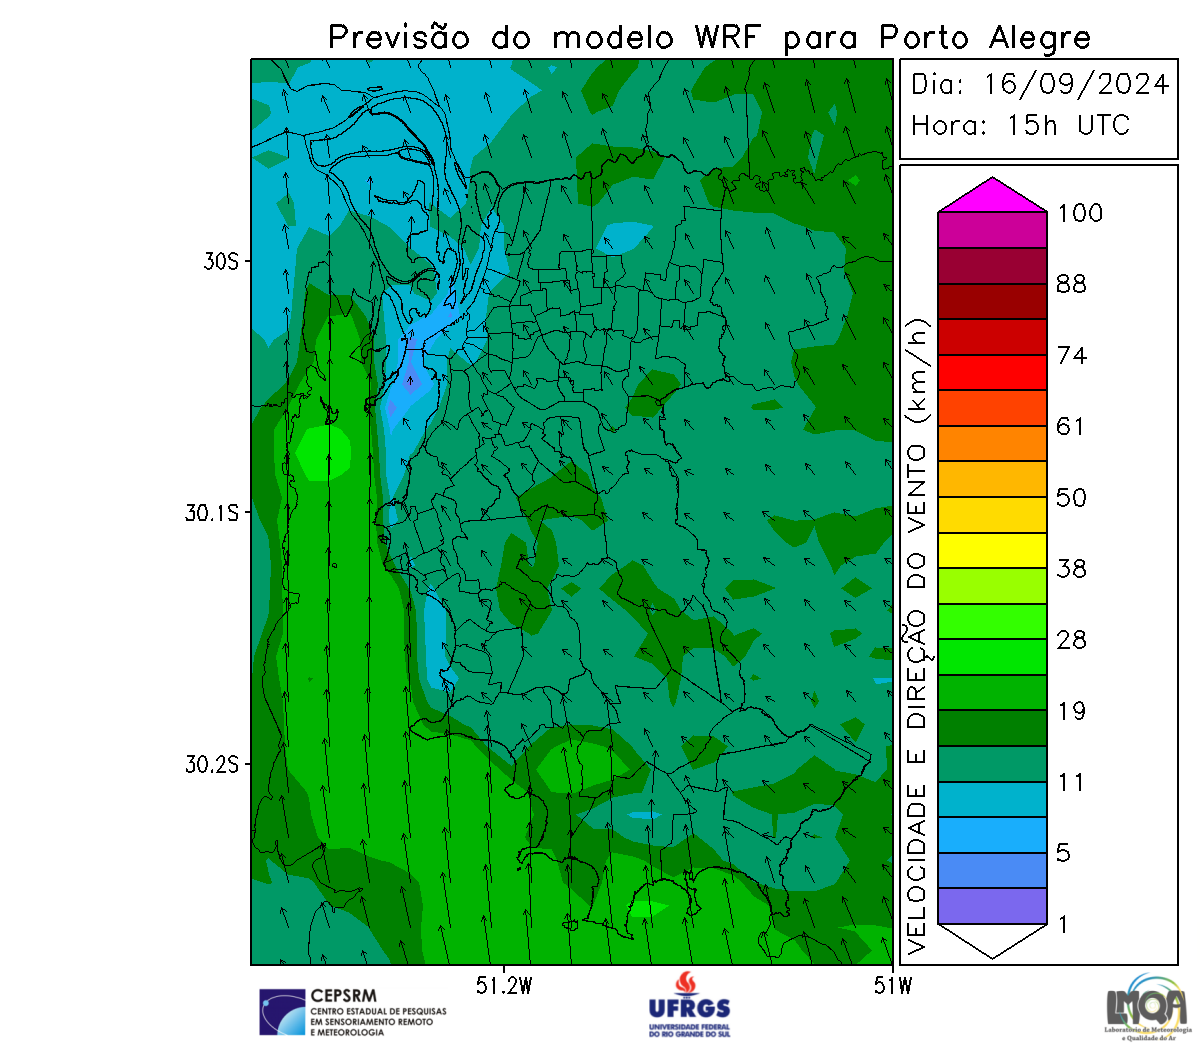 Previsão do modelo WRF para Porto Alegre
Dia: 16/09/2024
Hora: 15h UTC
30S
30.1S
30.2S
51.2W
51W
VELOCIDADE E DIREÇÃO DO VENTO (km/h)
100
88
74
61
50
38
28
19
11
5
1
CEPSRM
CENTRO ESTADUAL DE PESQUISAS
EM SENSORIAMENTO REMOTO
E METEOROLOGIA
UFRGS
UNIVERSIDADE FEDERAL
DO RIO GRANDE DO SUL
LMQA
Laboratório de Meteorologia
e Qualidade do Ar